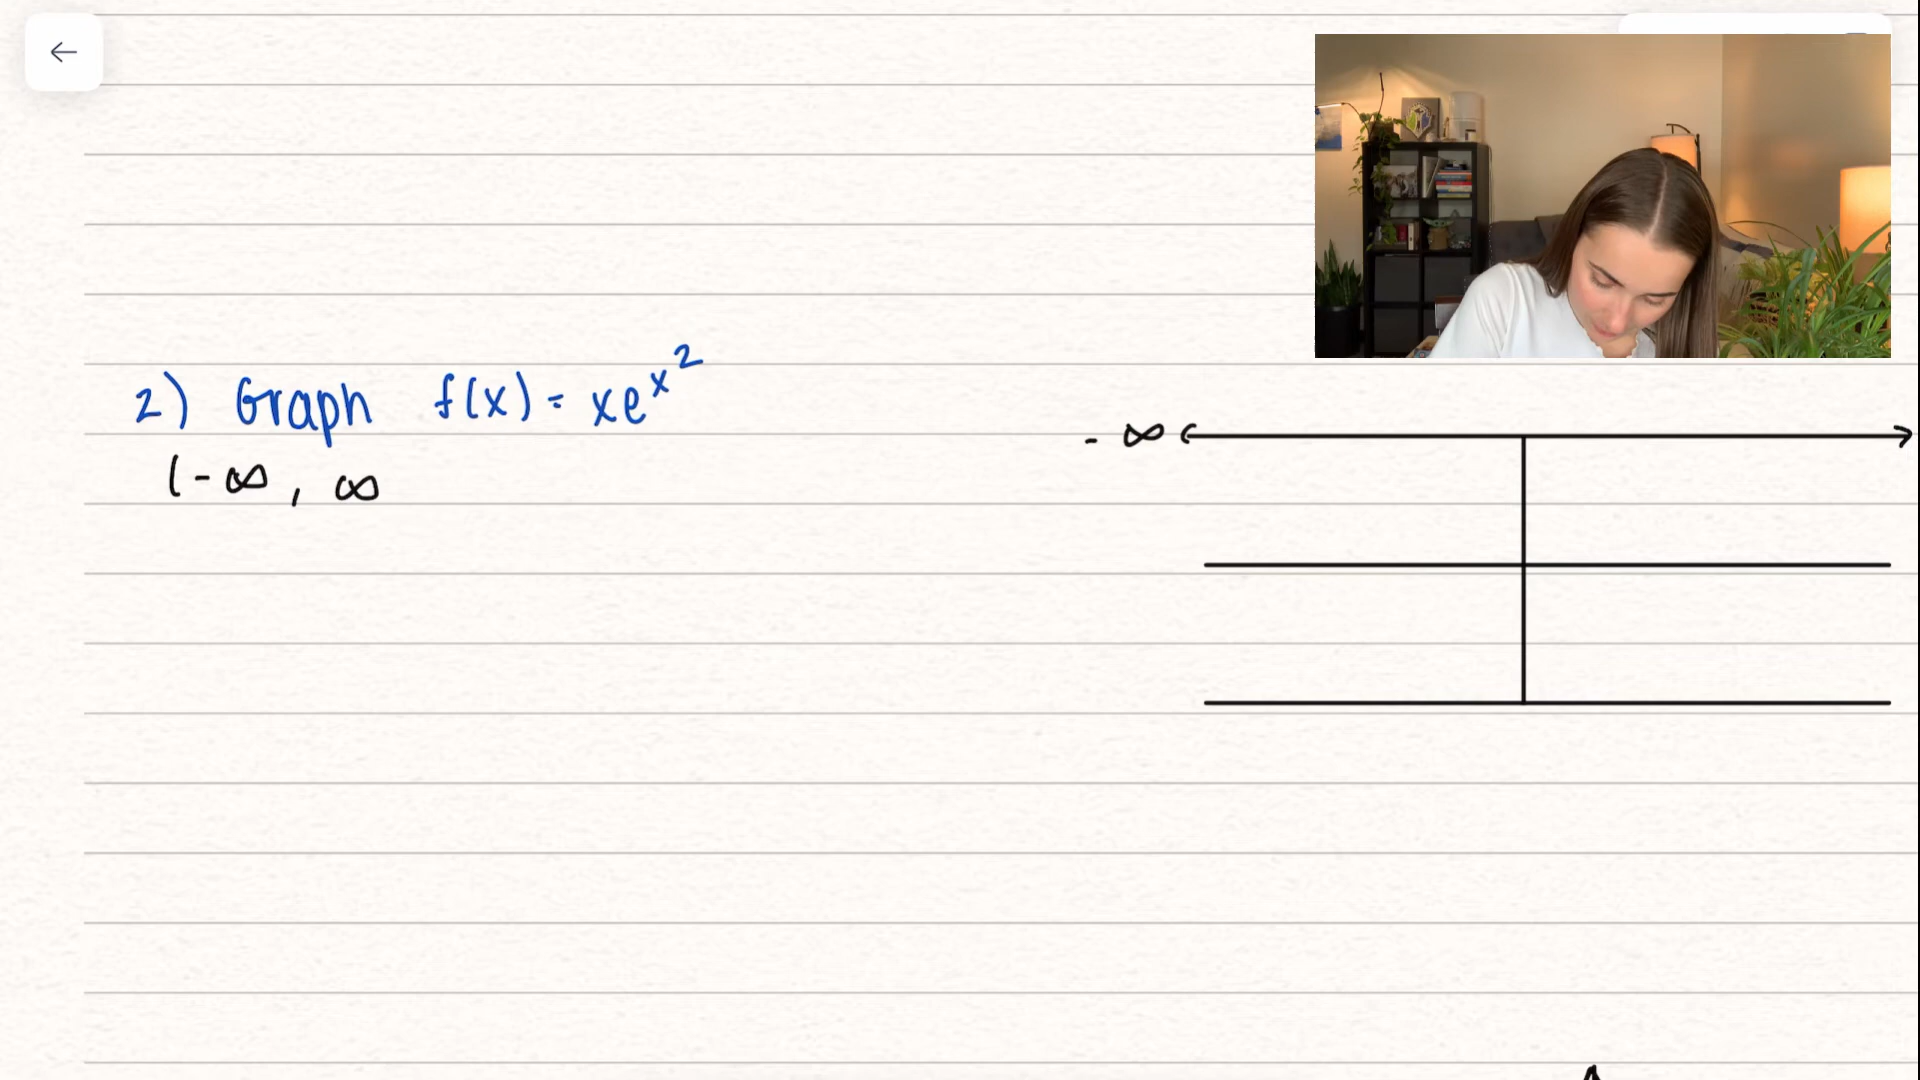 2) Graph f(x) = xe^x^2
(-∞, ∞
-∞